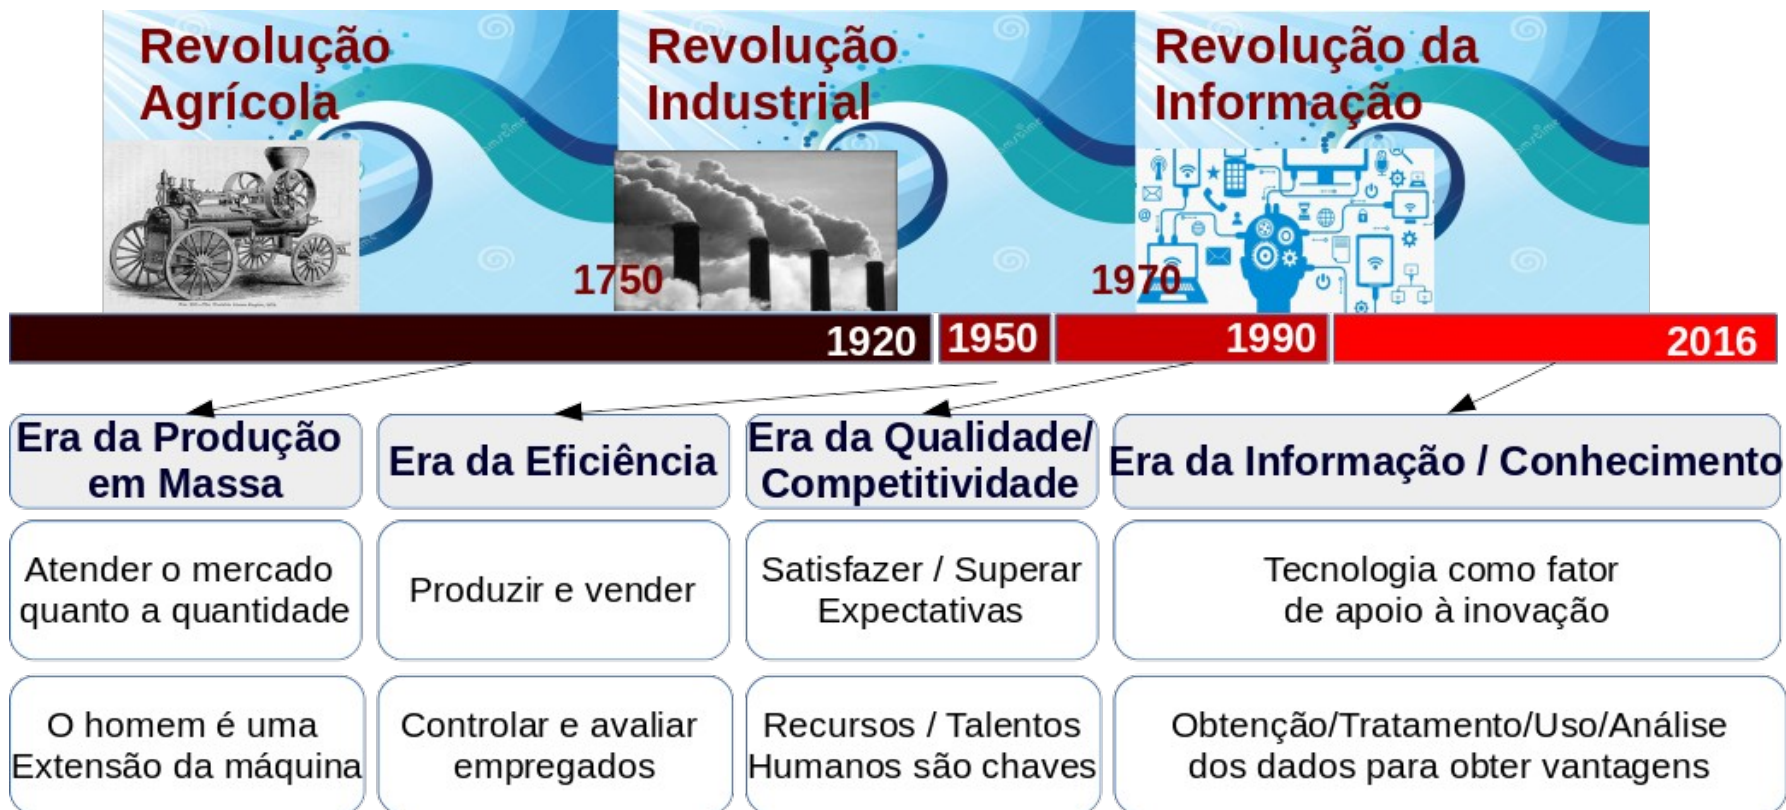 Revolução
Agrícola
Revolução
Industrial
Revolução da
Informação
1750
1970
1920
1950
1990
2016
Era da Produção
em Massa
Era da Eficiência
Era da Qualidade/
Competitividade
Era da Informação / Conhecimento
Atender o mercado
quanto a quantidade
Produzir e vender
Satisfazer / Superar
Expectativas
Tecnologia como fator
de apoio à inovação
O homem é uma
Extensão da máquina
Controlar e avaliar
empregados
Recursos / Talentos
Humanos são chaves
Obtenção/Tratamento/Uso/Análise
dos dados para obter vantagens